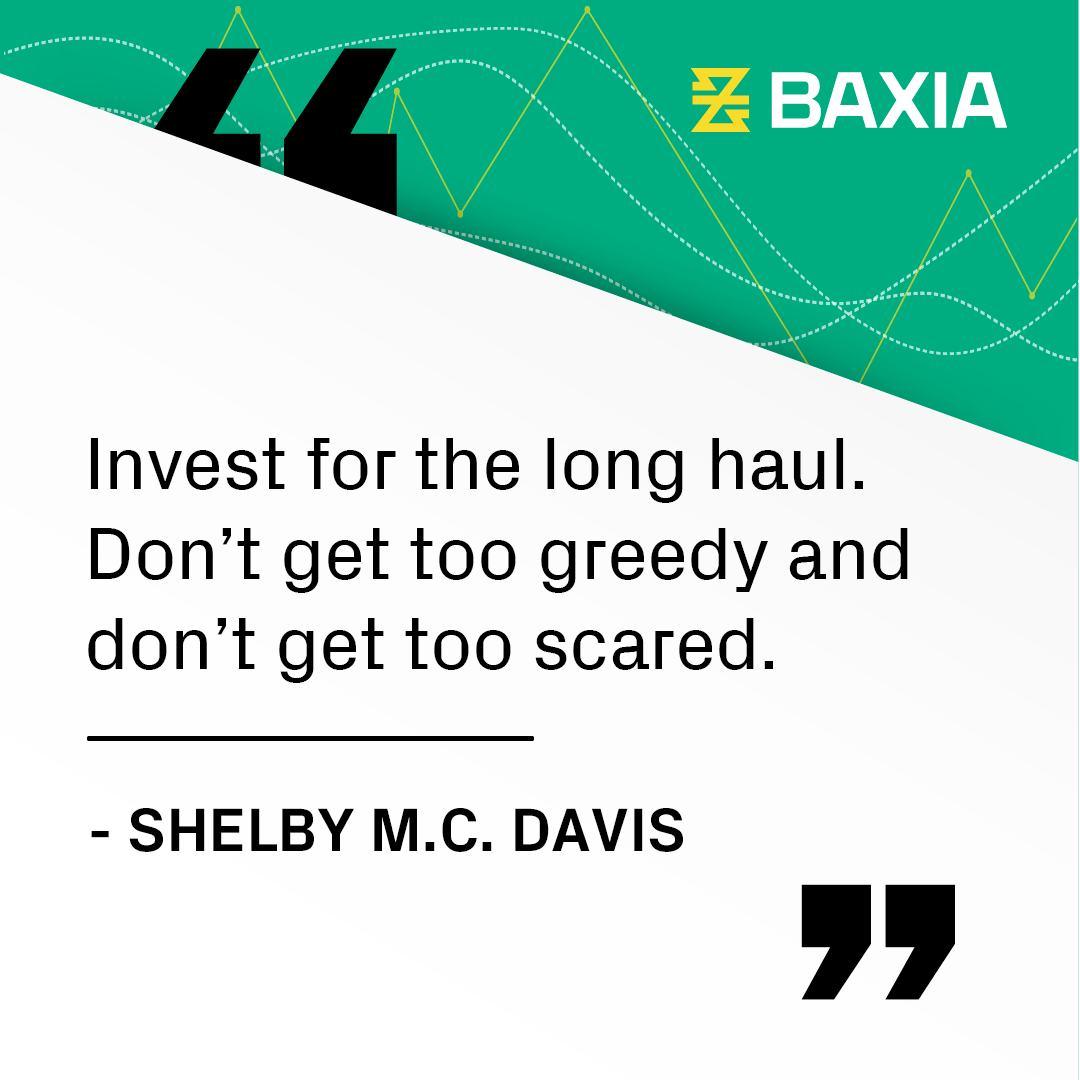 BAXIA
Invest for the long haul.
Don’t get too greedy and
don’t get too scared.
- SHELBY M.C. DAVIS